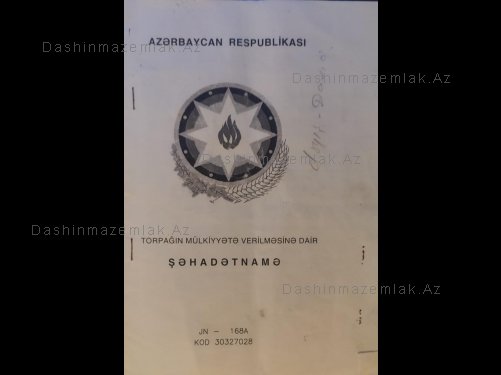 AZƏRBAYCAN RESPUBLİKASI
TORPAĞIN MÜLKİYYƏTƏ VERİLMƏSİNƏ DAİR
ŞƏHADƏTNAMƏ
JN – 168A
KOD 30327028
Dashinmazemlak.Az
Dashinmazemlak.Az
Dashinmazemlak.Az
Dashinmazemlak.Az
Dashinmazemlak.Az